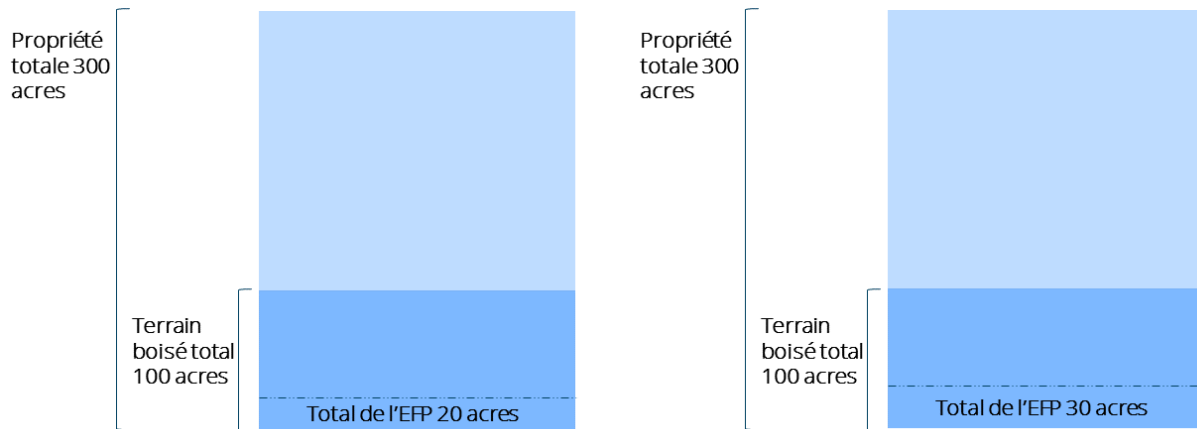 Propriété
totale 300
acres
Terrain
boisé total
100 acres
Total de l'EFP 20 acres
Propriété
totale 300
acres
Terrain
boisé total
100 acres
Total de l'EFP 30 acres